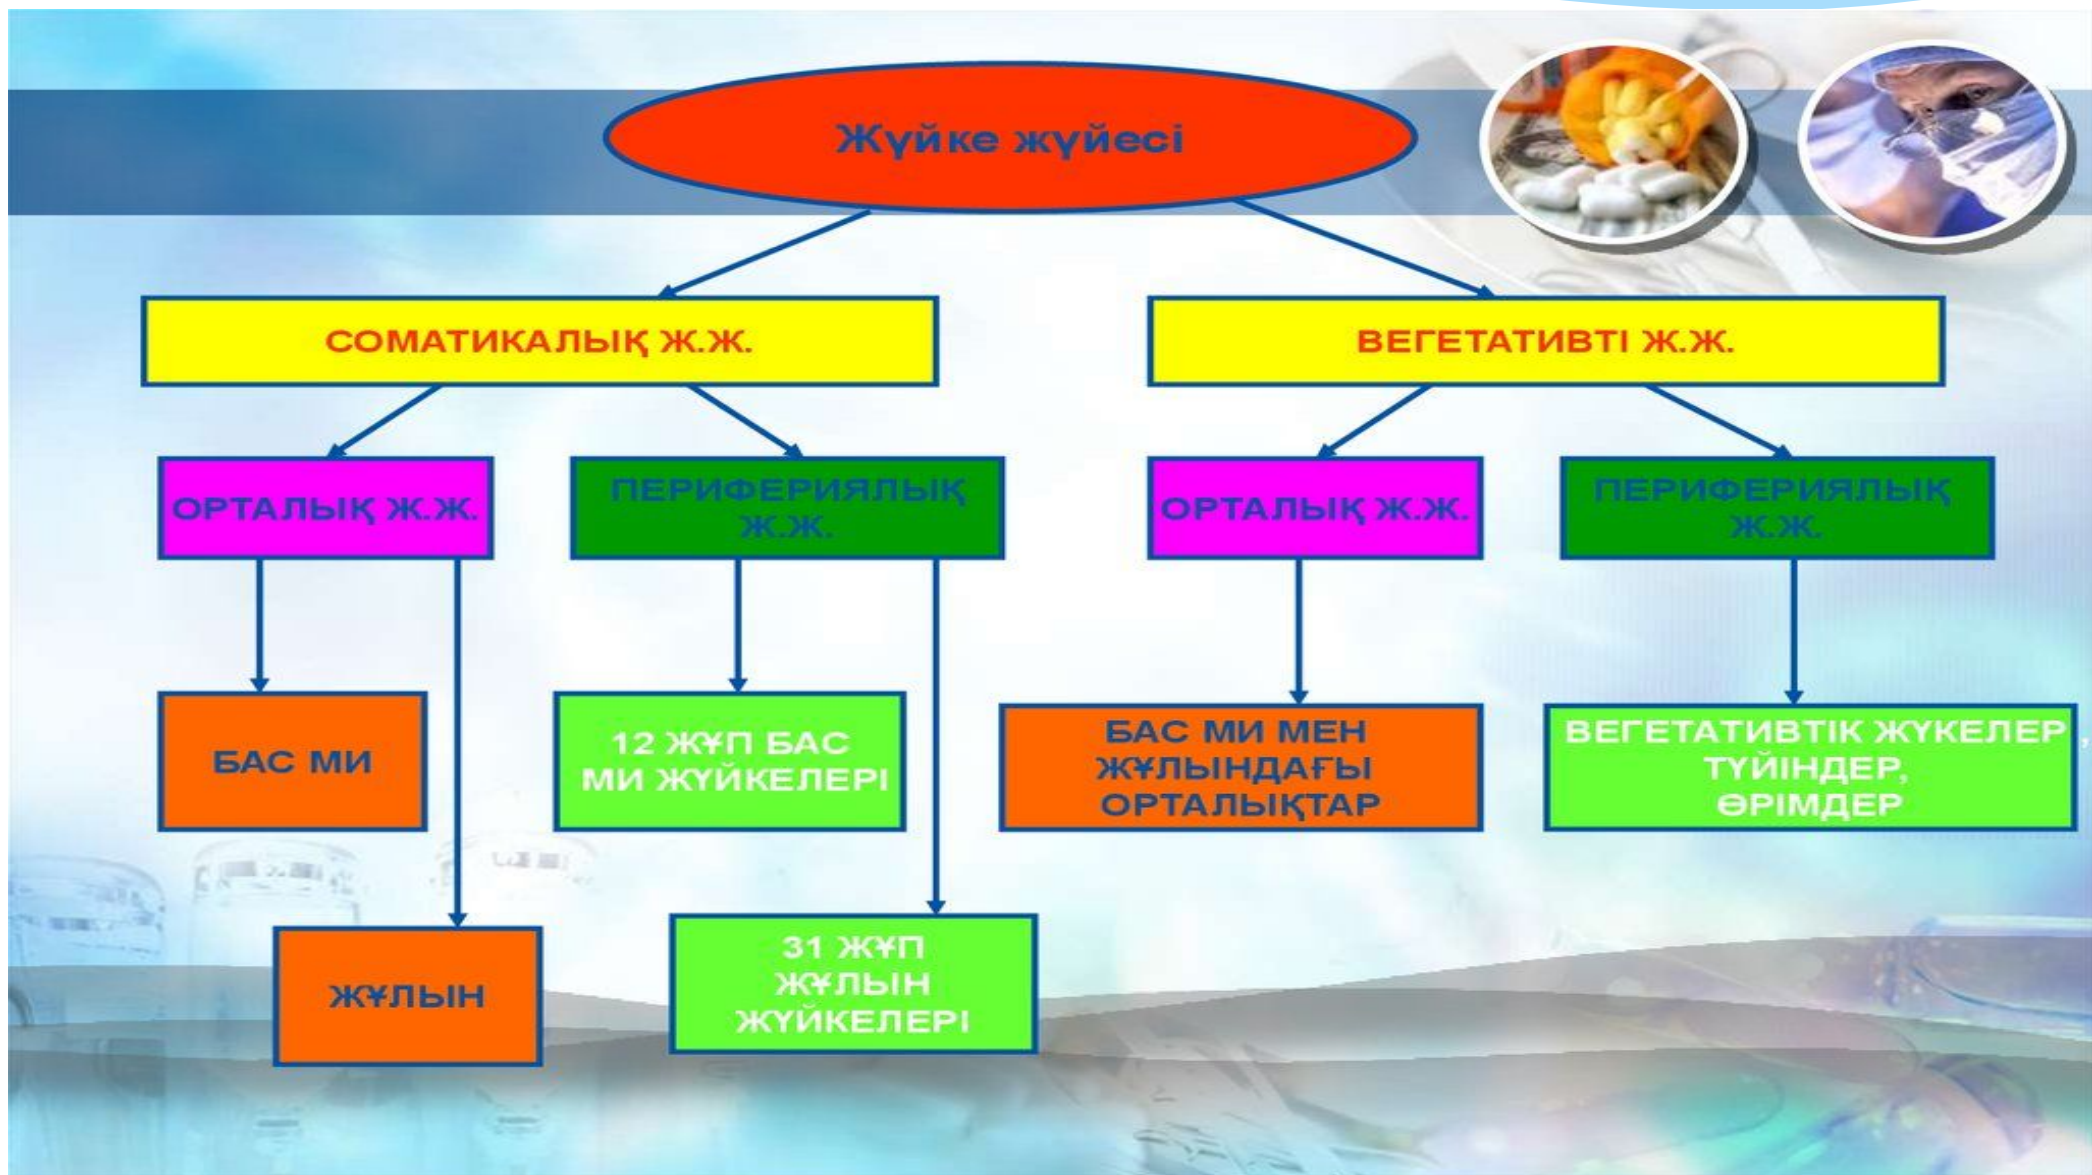 Жүйке жүйесі
СОМАТИКАЛЫҚ Ж.Ж.
ВЕГЕТАТИВТІ Ж.Ж.
ОРТАЛЫҚ Ж.Ж.
ПЕРИФЕРИЯЛЫҚ
Ж.Ж.
ОРТАЛЫҚ Ж.Ж.
ПЕРИФЕРИЯЛЫҚ
Ж.Ж.
БАС МИ
12 ЖҰП БАС
МИ ЖҮЙКЕЛЕРІ
БАС МИ МЕН
ЖҰЛЫНДАҒЫ
ОРТАЛЫҚТАР
ВЕГЕТАТИВТІК ЖҮКЕЛЕР ,
ТҮЙІНДЕР,
ӨРІМДЕР
ЖҰЛЫН
31 ЖҰП
ЖҰЛЫН
ЖҮЙКЕЛЕРІ